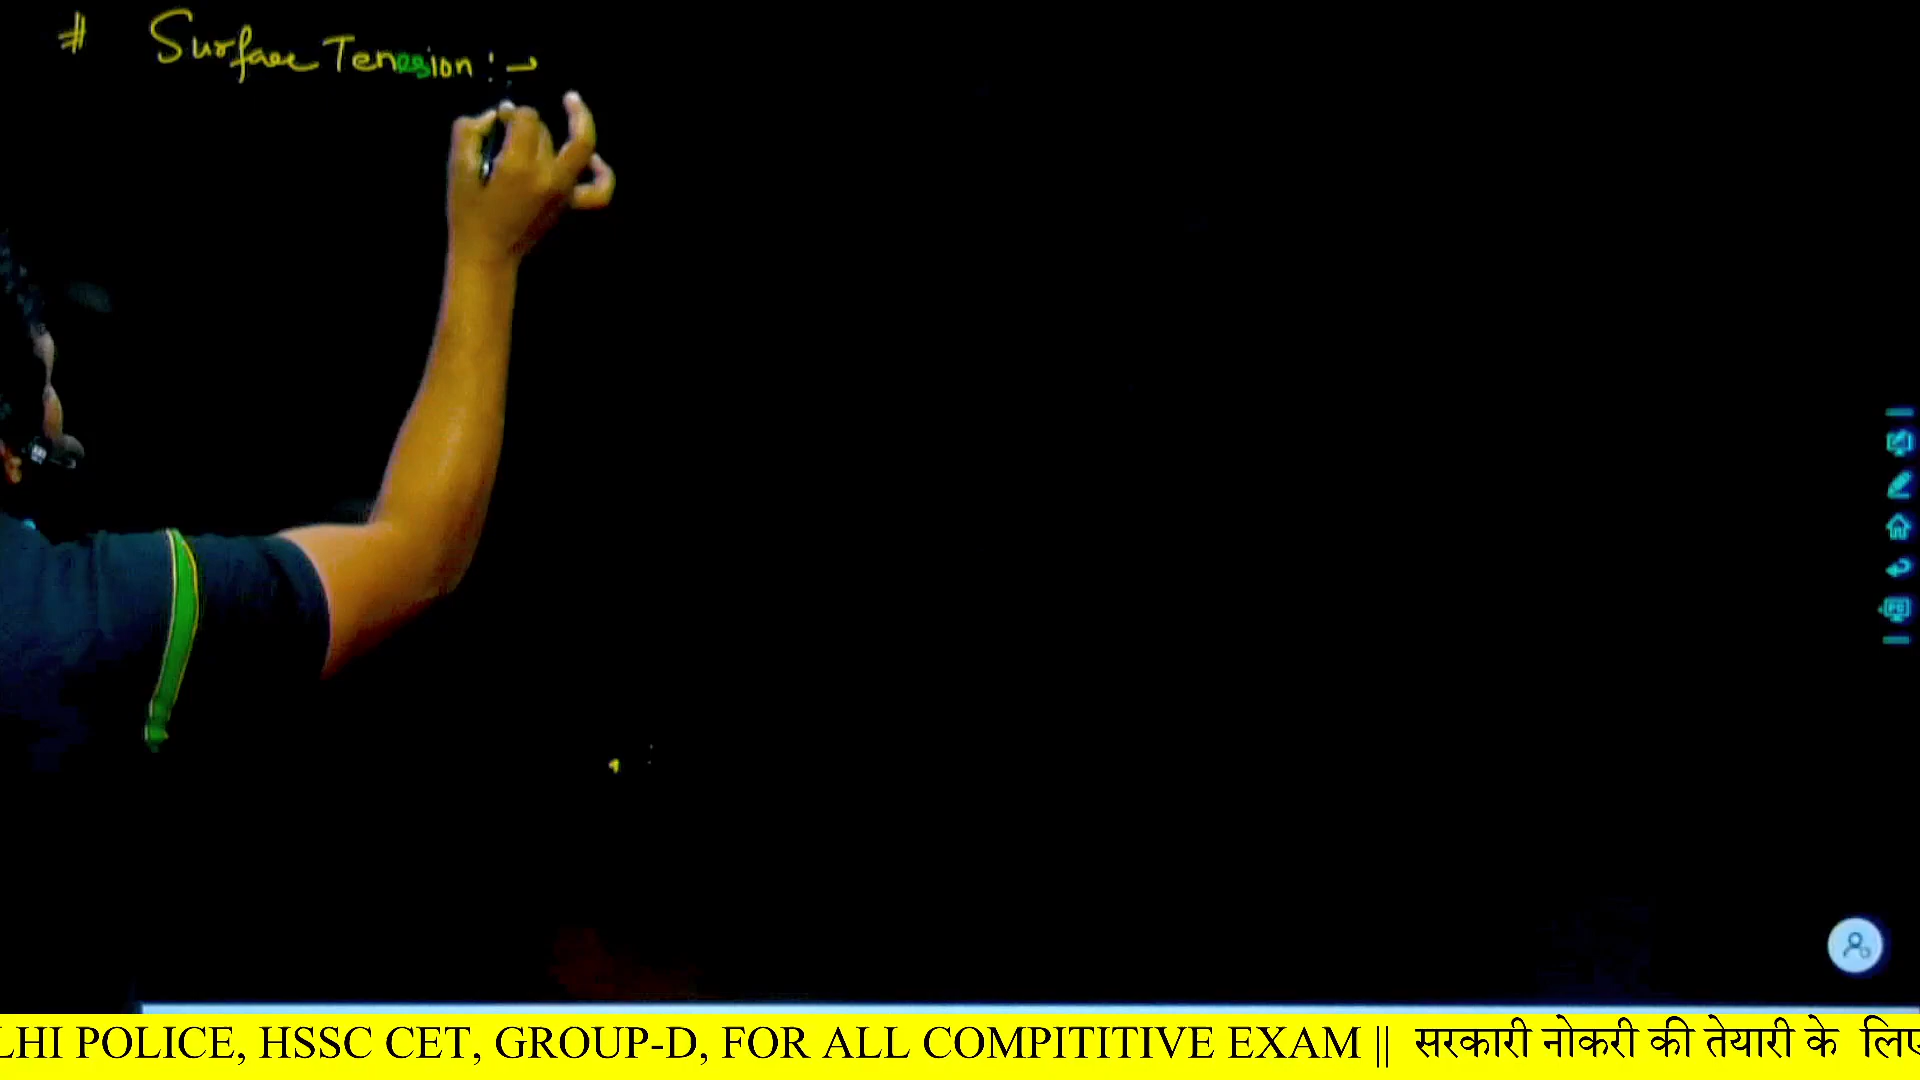 # Surface Tension :→
LHI POLICE, HSSC CET, GROUP-D, FOR ALL COMPITITIVE EXAM || सरकारी नोकरी की तेयारी के लिए